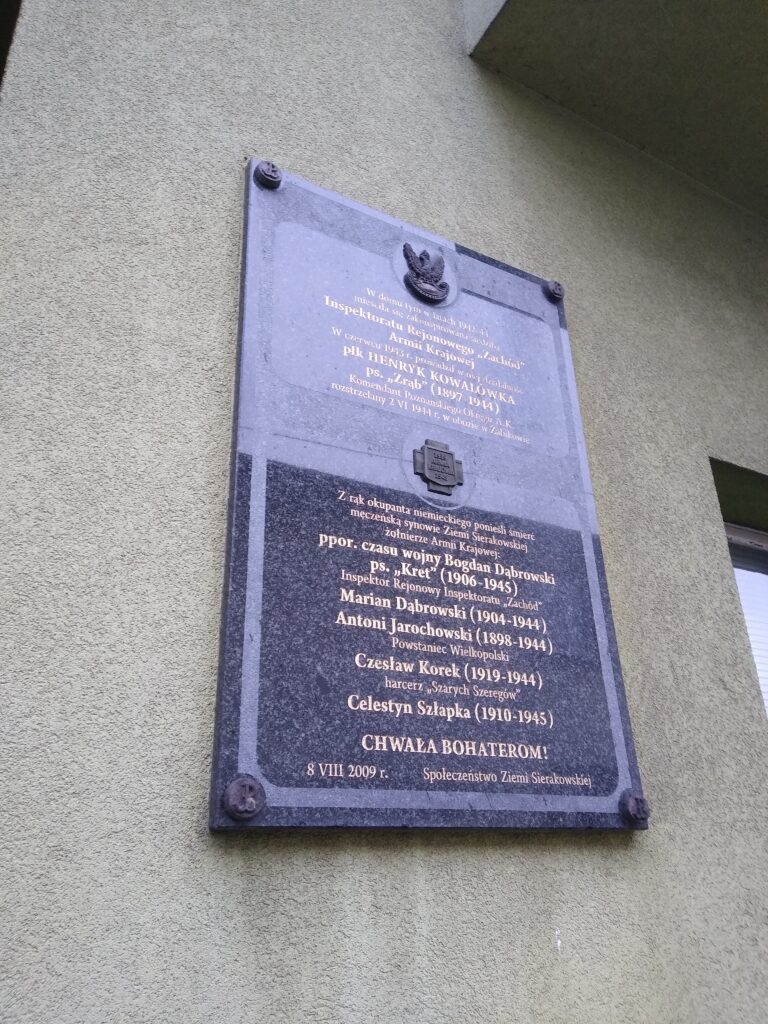 W domu tym w latach 1942-43
mieściła się zakonspirowana siedziba
Inspektoratu Rejonowego „Zachód"
Armii Krajowej
W czerwcu 1943 r. prowadził w niej działalność
płk HENRYK KOWALÓWKA
ps. „Zrąb" (1897-1944)
Komendant Poznańskiego Okręgu A.K.
rozstrzelany 2 VI 1944 r. w obozie w Żabikowie
Z rąk okupanta niemieckiego ponieśli śmierć
męczeńską synowie Ziemi Sierakowskiej
żołnierze Armii Krajowej:
ppor. czasu wojny Bogdan Dąbrowski
ps. „Kret" (1906-1945)
Inspektor Rejonowy Inspektoratu „Zachód"
Marian Dąbrowski (1904-1944)
Antoni Jarochowski (1898-1944)
Powstaniec Wielkopolski
Czesław Korek (1919-1944)
harcerz „Szarych Szeregów"
Celestyn Szłapka (1910-1945)
CHWAŁA BOHATEROM!
8 VIII 2009 r. Społeczeństwo Ziemi Sierakowskiej